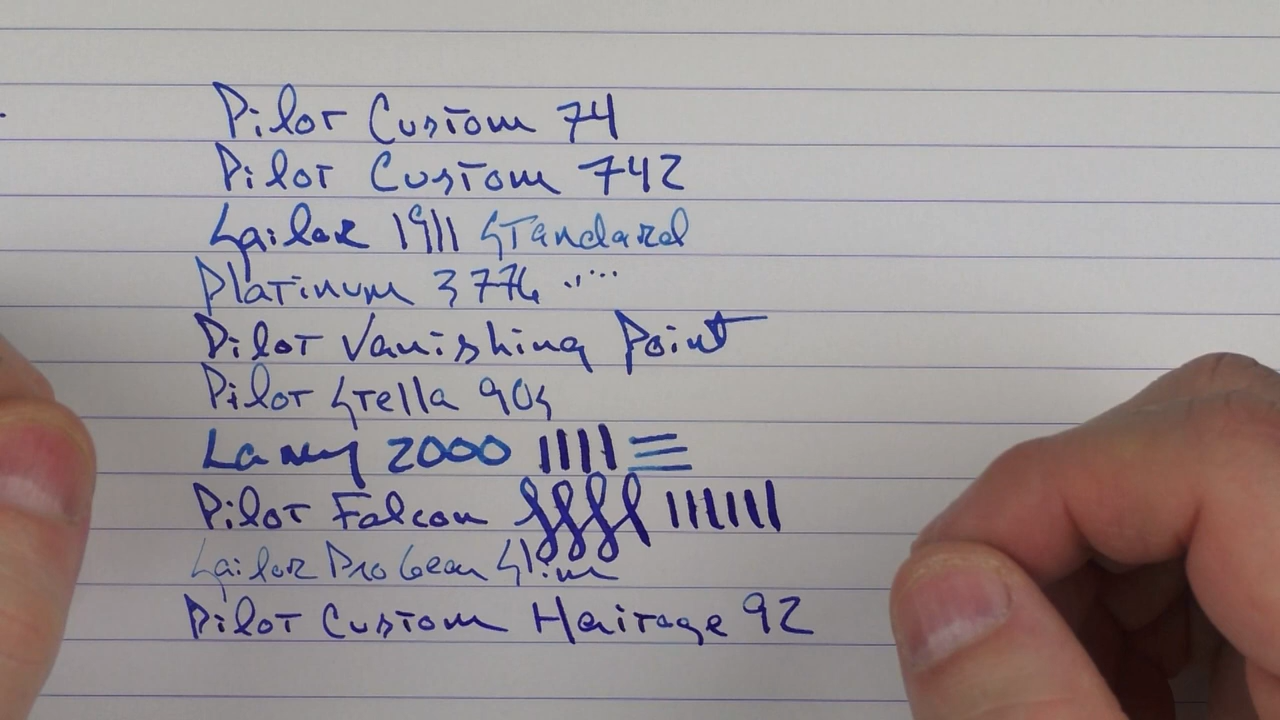 Pilot Custom 74
Pilot Custom 742
Sailor 1911 Standard
Platinum 3776 .....
Pilot Vanishing Point
Pilot Stella 90S
Lamy 2000
Pilot Falcon
Sailor Pro Gear Slim
Pilot Custom Heritage 92